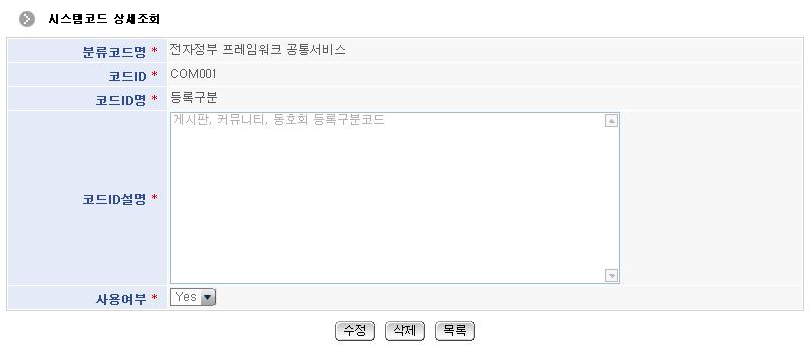 시스템코드 상세조회
분류코드명 * 전자정부 프레임워크 공통서비스
코드ID * COM001
코드ID명 * 등록구분
코드ID설명 * 게시판, 커뮤니티, 동호회 등록구분코드
사용여부 * Yes
수정 삭제 목록